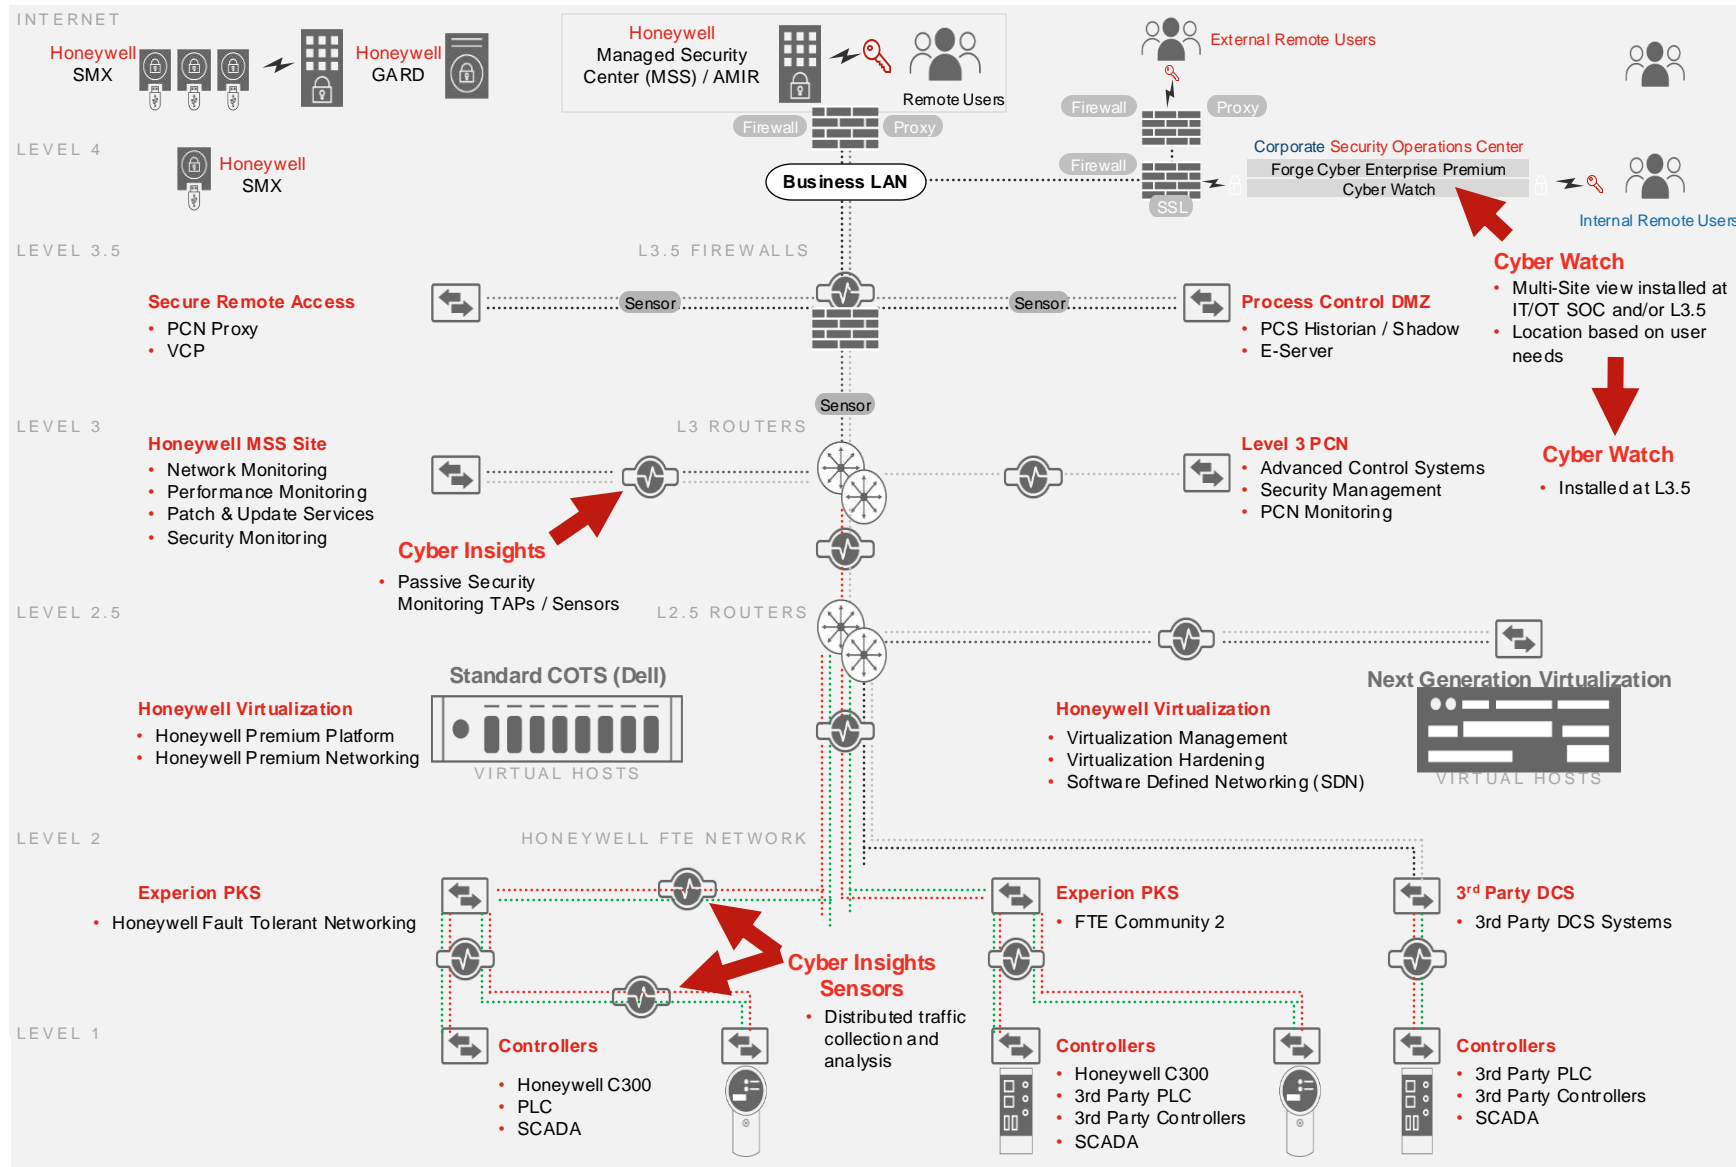 INTERNET
Honeywell
SMX
Honeywell
GARD
Honeywell
Managed Security
Center (MSS) / AMIR
Remote Users
External Remote Users
Firewall
Proxy
Firewall
Proxy
LEVEL 4
Honeywell
SMX
Business LAN
Firewall
SSL
Corporate Security Operations Center
Forge Cyber Enterprise Premium
Cyber Watch
Internal Remote Users
LEVEL 3.5
L3.5 FIREWALLS
Secure Remote Access
• PCN Proxy
• VCP
Sensor
Sensor
Process Control DMZ
• PCS Historian / Shadow
• E-Server
Cyber Watch
• Multi-Site view installed at
IT/OT SOC and/or L3.5
• Location based on user
needs
Sensor
LEVEL 3
L3 ROUTERS
Honeywell MSS Site
• Network Monitoring
• Performance Monitoring
• Patch & Update Services
• Security Monitoring
Level 3 PCN
• Advanced Control Systems
• Security Management
• PCN Monitoring
Cyber Watch
• Installed at L3.5
Cyber Insights
• Passive Security
Monitoring TAPs / Sensors
LEVEL 2.5
L2.5 ROUTERS
Standard COTS (Dell)
Next Generation Virtualization
Honeywell Virtualization
• Honeywell Premium Platform
• Honeywell Premium Networking
VIRTUAL HOSTS
Honeywell Virtualization
• Virtualization Management
• Virtualization Hardening
• Software Defined Networking (SDN)
VIRTUAL HOSTS
LEVEL 2
HONEYWELL FTE NETWORK
Experion PKS
• Honeywell Fault Tolerant Networking
Experion PKS
• FTE Community 2
3rd Party DCS
• 3rd Party DCS Systems
Cyber Insights
Sensors
• Distributed traffic
collection and
analysis
LEVEL 1
Controllers
• Honeywell C300
• PLC
• SCADA
Controllers
• Honeywell C300
• 3rd Party PLC
• 3rd Party Controllers
• SCADA
Controllers
• 3rd Party PLC
• 3rd Party Controllers
• SCADA